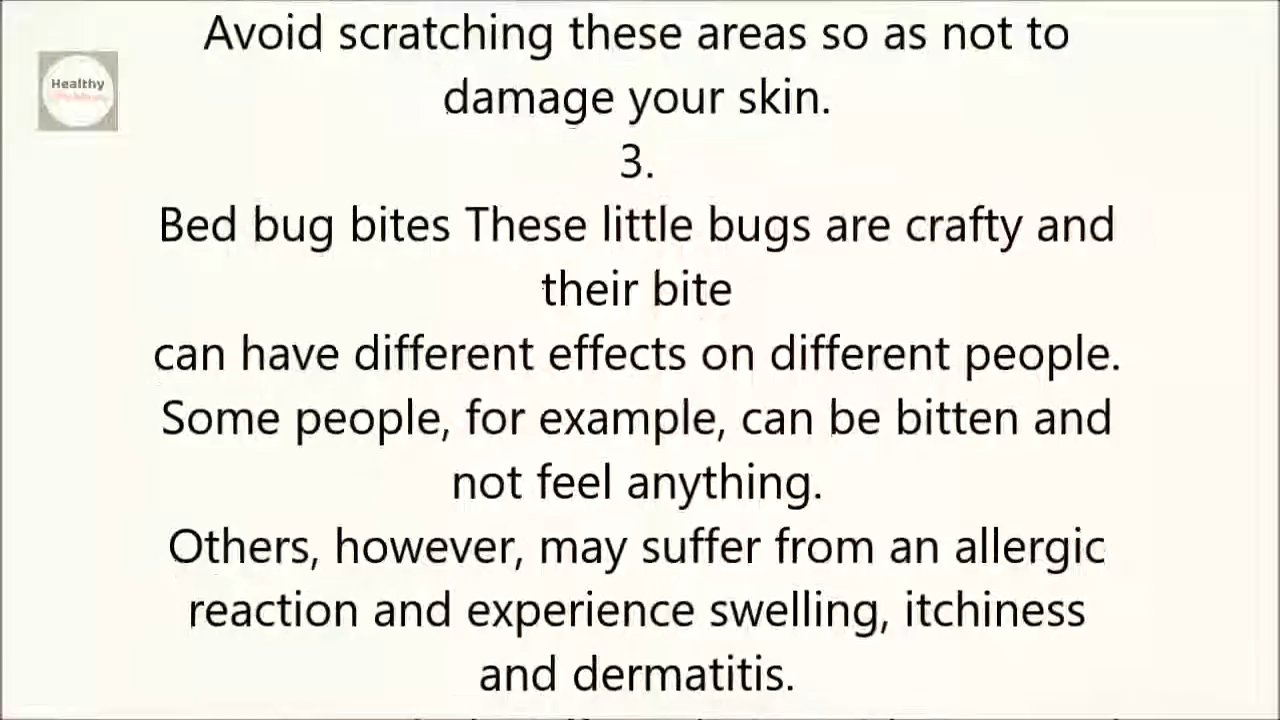 Healthy
Avoid scratching these areas so as not to
damage your skin.
3.
Bed bug bites These little bugs are crafty and
their bite
can have different effects on different people.
Some people, for example, can be bitten and
not feel anything.
Others, however, may suffer from an allergic
reaction and experience swelling, itchiness
and dermatitis.